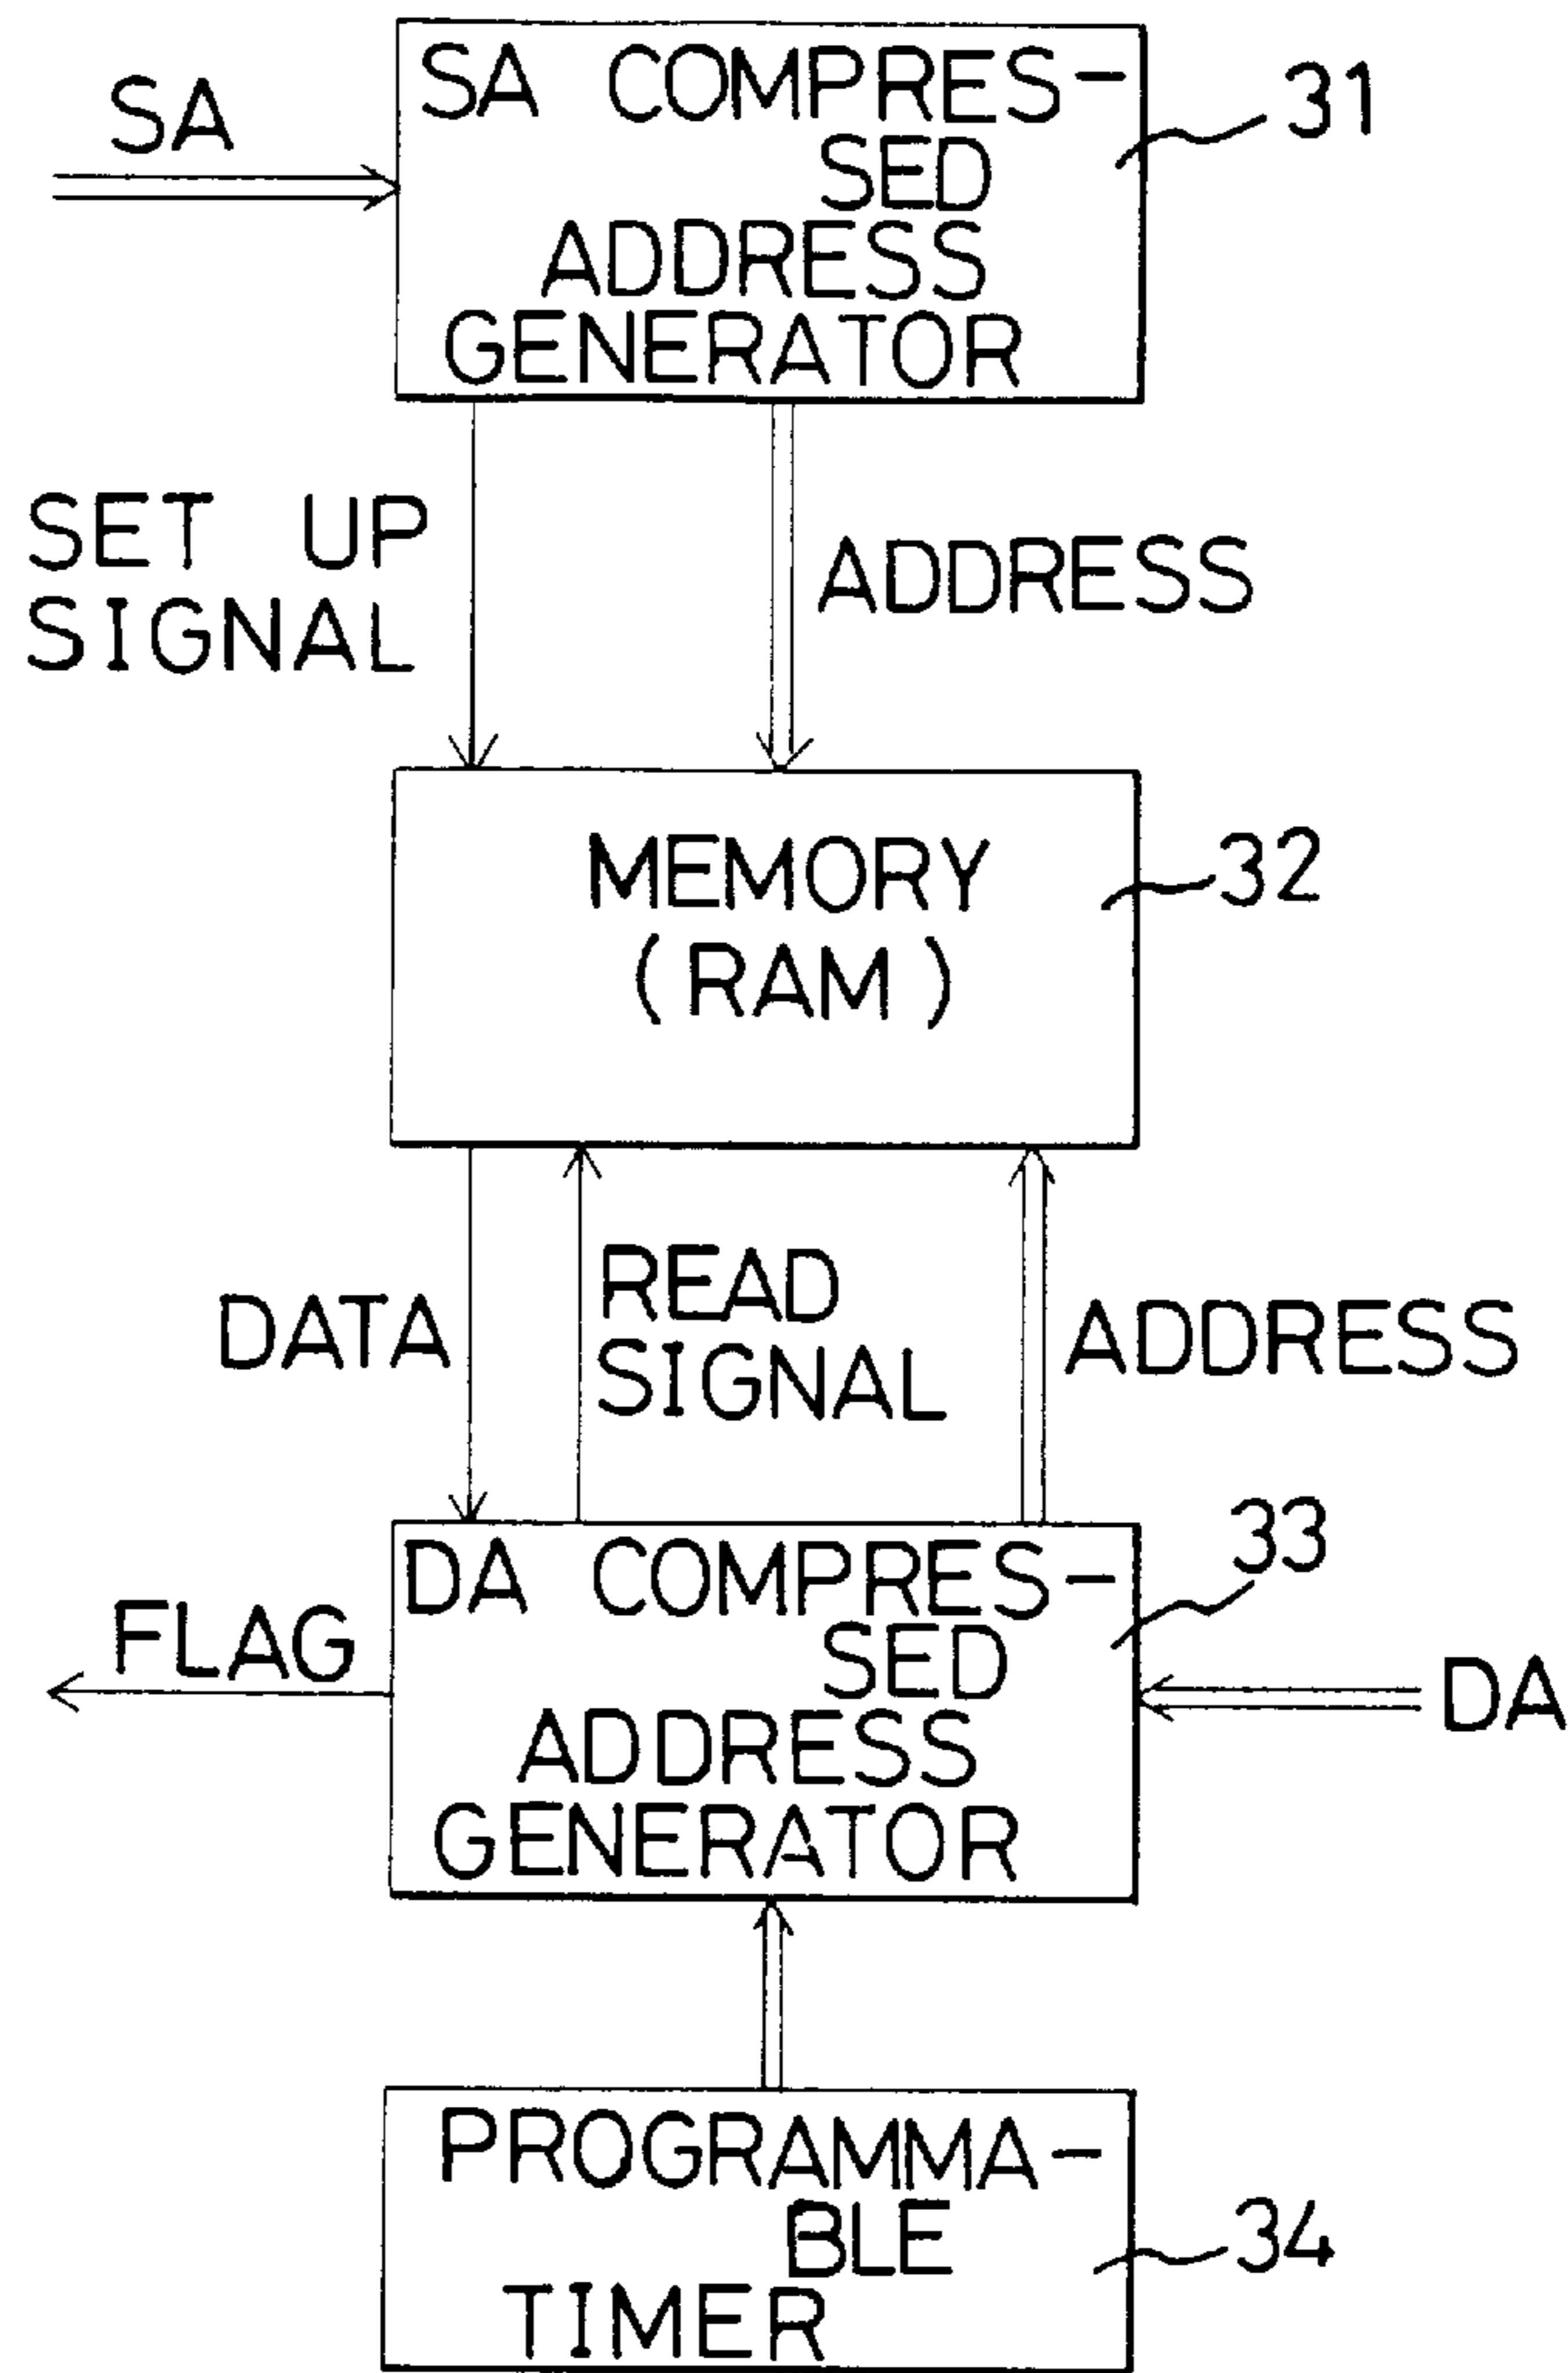 SA
SA COMPRES-
SED
ADDRESS
GENERATOR
31
SET UP
SIGNAL
ADDRESS
MEMORY
(RAM)
32
DATA
READ
SIGNAL
ADDRESS
33
DA COMPRES-
SED
ADDRESS
GENERATOR
FLAG
DA
PROGRAMMA-
BLE
TIMER
34